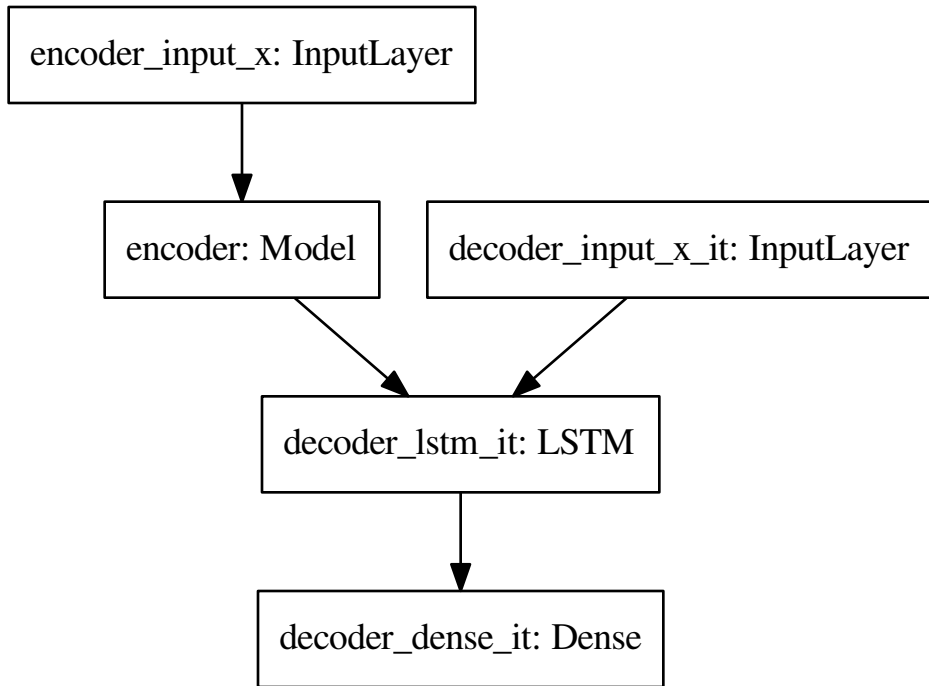 encoder_input_x: InputLayer
encoder: Model
decoder_input_x_it: InputLayer
decoder_lstm_it: LSTM
decoder_dense_it: Dense